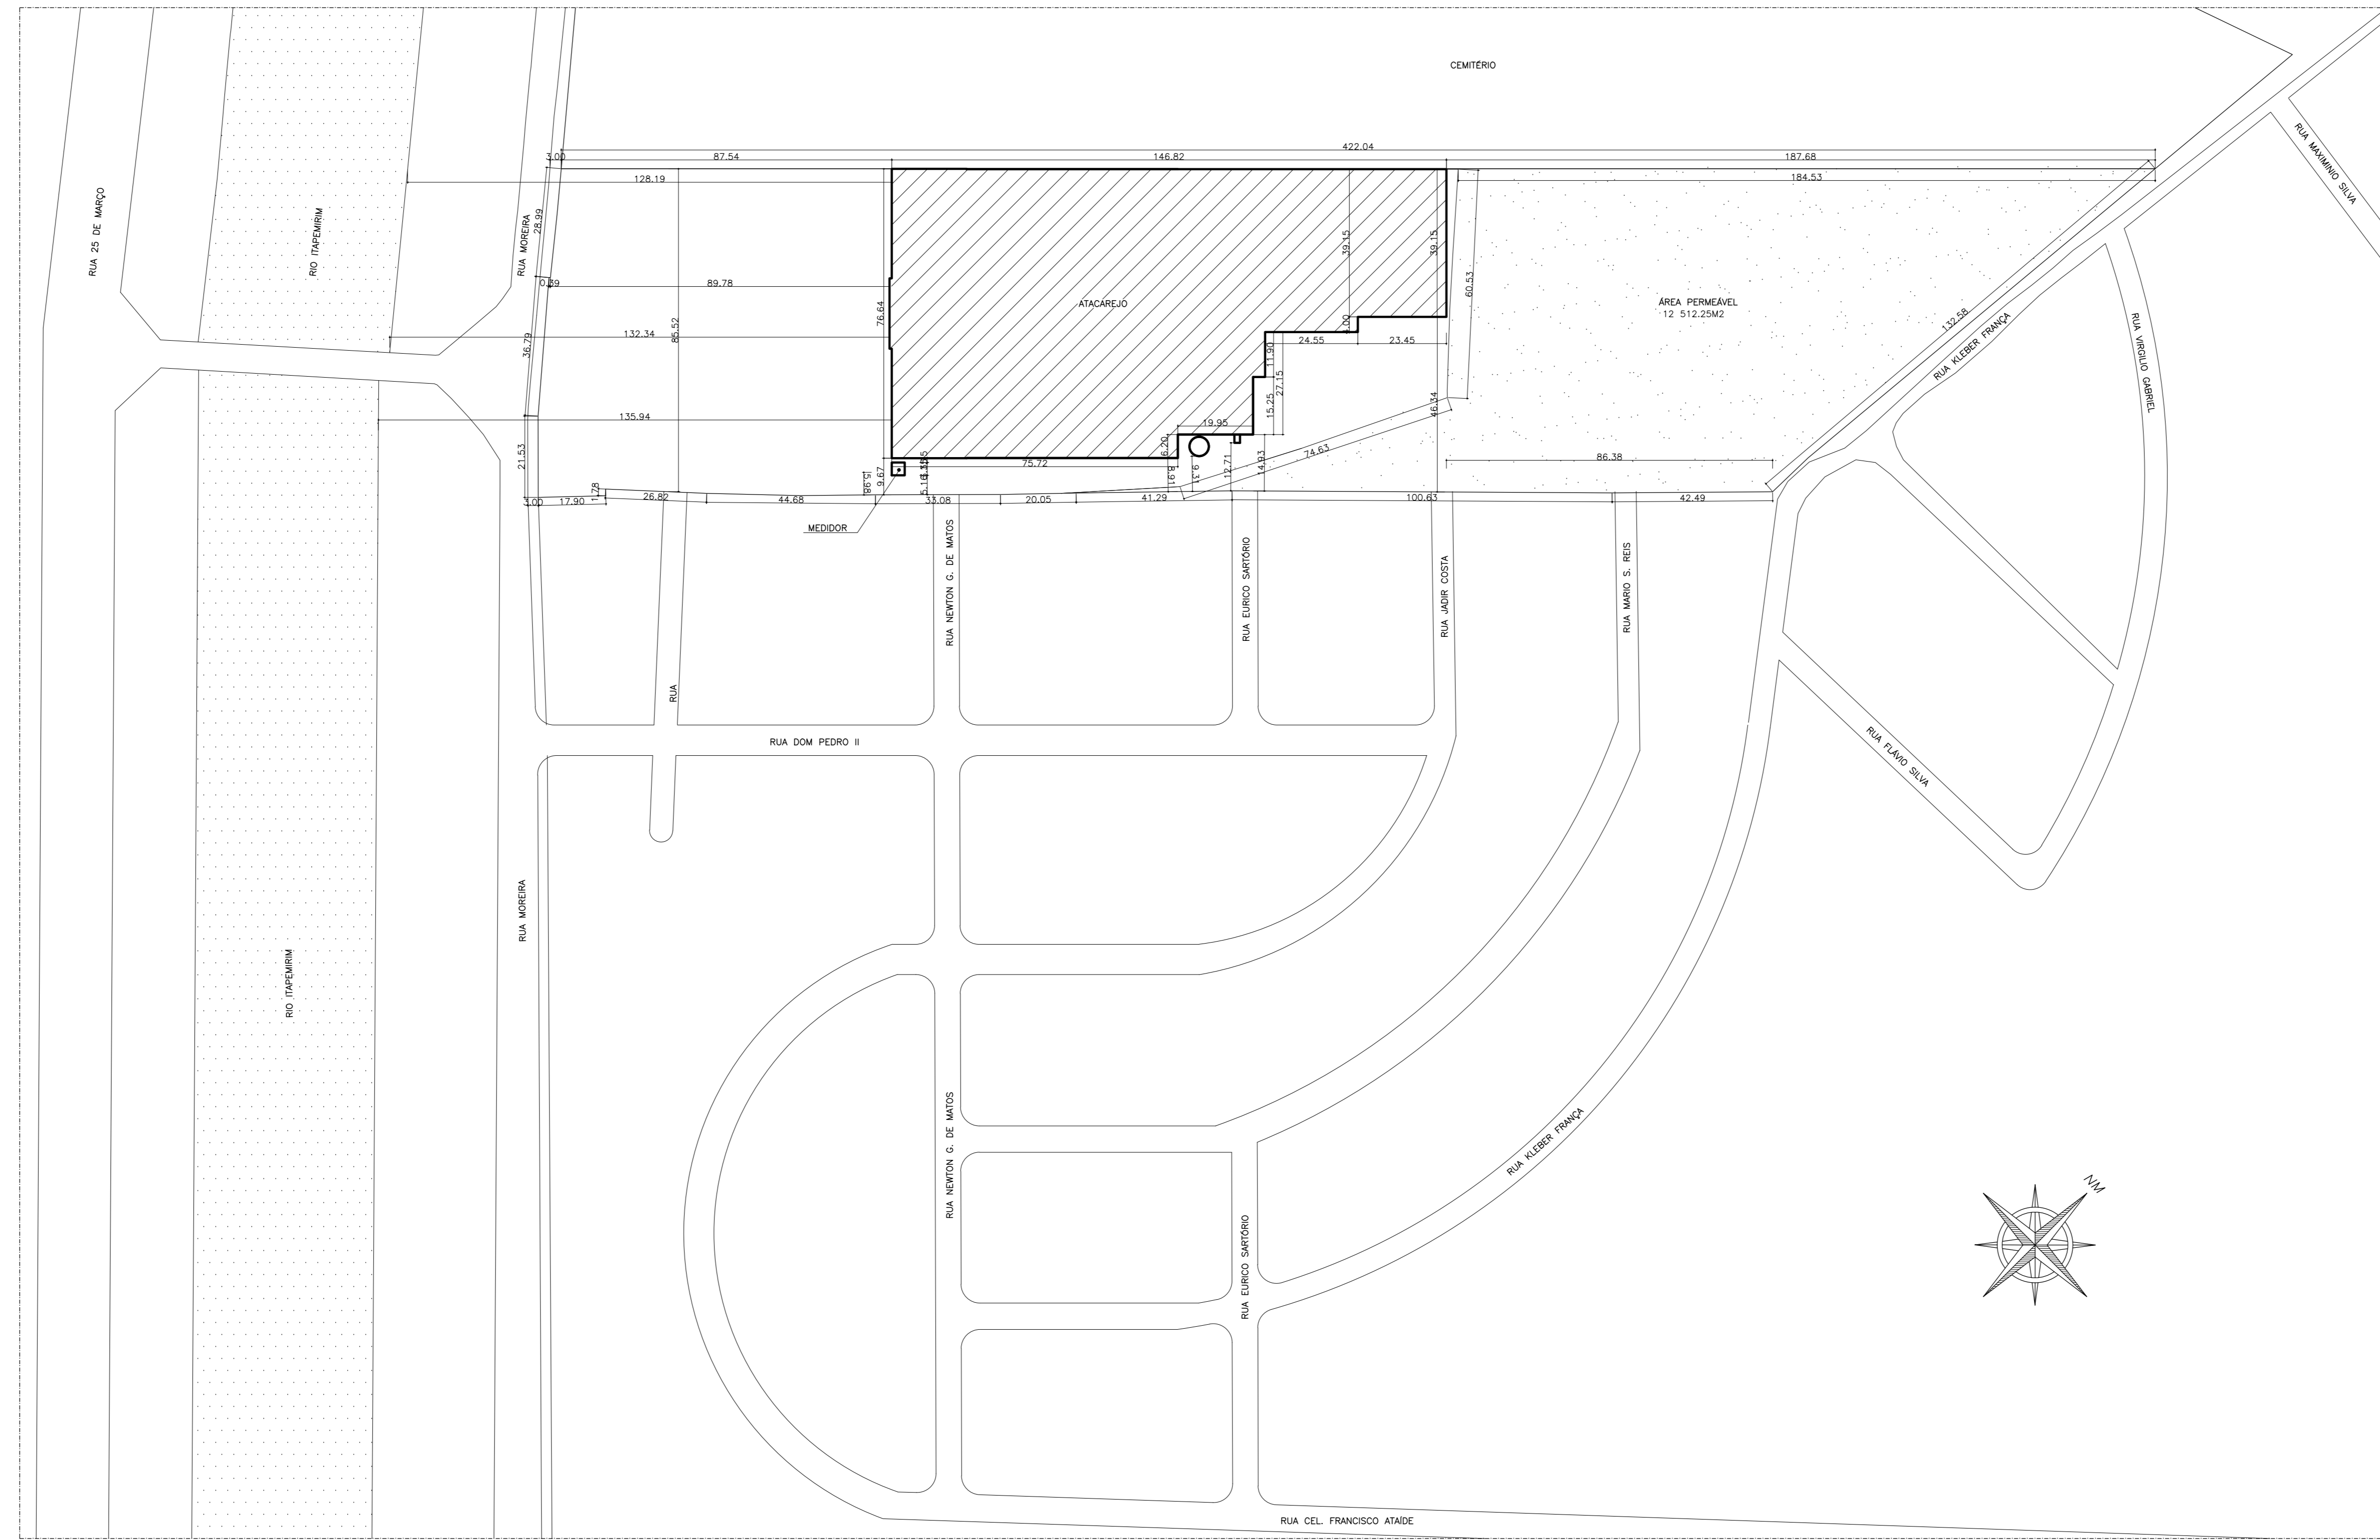 CEMITÉRIO
422.04
3.00
87.54
146.82
187.68
128.19
184.53
RUA MAXIMINIO SILVA
RUA 25 DE MARÇO
RIO ITAPEMIRIM
RUA MOREIRA
28.99
39.15
39.15
60.53
0.39
89.78
76.64
85.52
ATACAREJO
ÁREA PERMEÁVEL
12 512.25M2
132.58
RUA KLEBER FRANÇA
RUA VIRGILIO GABRIEL
36.79
132.34
4.00
24.55
23.45
11.90
27.15
15.25
46.34
135.94
19.95
6.20
75.72
74.63
86.38
21.53
15.98
9.67
5.16
8.91
9.31
12.71
14.93
1.78
3.00
17.90
26.82
44.68
33.08
20.05
41.29
100.63
42.49
MEDIDOR
RUA NEWTON G. DE MATOS
RUA EURICO SARTÓRIO
RUA JADIR COSTA
RUA MARIO S. REIS
RUA
RUA DOM PEDRO II
RUA FLÁVIO SILVA
RUA MOREIRA
RIO ITAPEMIRIM
RUA NEWTON G. DE MATOS
RUA KLEBER FRANÇA
RUA EURICO SARTÓRIO
NM
RUA CEL. FRANCISCO ATAÍDE